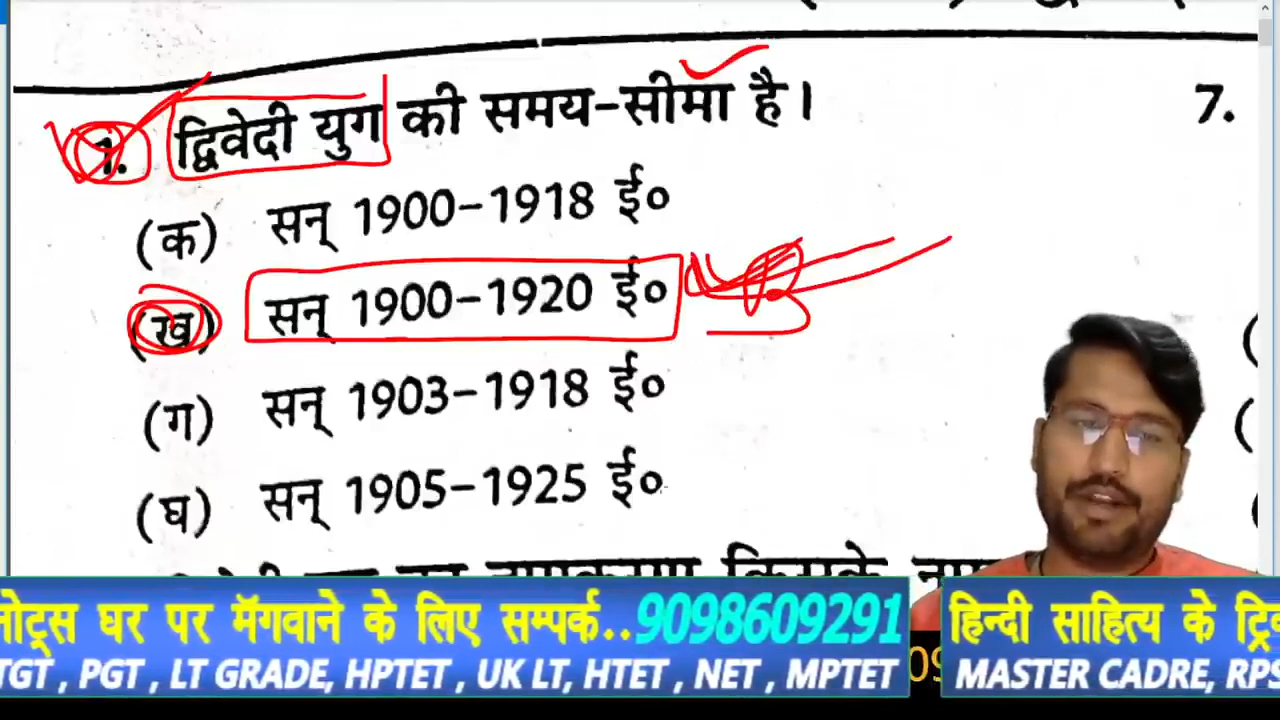 1. द्विवेदी युग की समय-सीमा है।
7.
(क) सन् 1900-1918 ई०
(ख) सन् 1900-1920 ई०
(ग) सन् 1903-1918 ई०
(घ) सन् 1905-1925 ई०
युग का नामकरण किसके
नोट्स घर पर मॅगवाने के लिए सम्पर्क..9098609291
हिन्दी साहित्य के
TGT , PGT , LT GRADE, HPTET , UK LT, HTET , NET , MPTET
MASTER CADRE, RPS